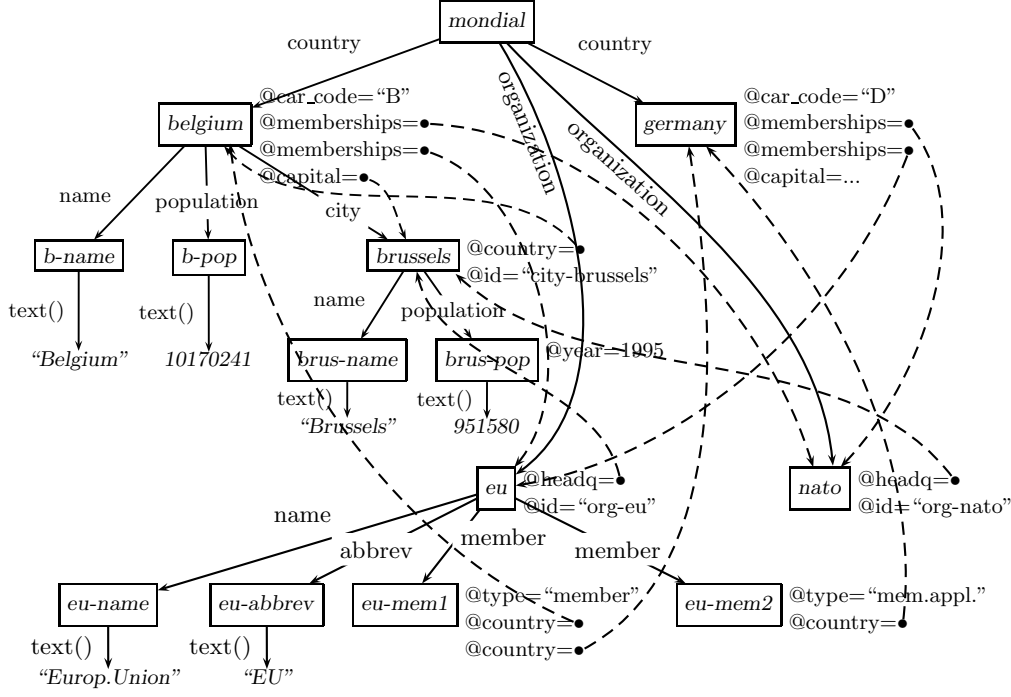 mondial
country
country
organization
organization
belgium
@car_code=“B”
@memberships=
@memberships=
@capital=
germany
@car_code=“D”
@memberships=
@memberships=
@capital=...
name
population
city
b-name
b-pop
brussels
@country=
@id=“city-brussels”
text()
text()
name
population
“Belgium”
10170241
brus-name
brus-pop
@year=1995
text()
text()
“Brussels”
951580
eu
@headq=
@id=“org-eu”
nato
@headq=
@id=“org-nato”
name
abbrev
member
member
eu-name
eu-abbrev
eu-mem1
@type=“member”
@country=
@country=
eu-mem2
@type=“mem.appl.”
@country=
text()
text()
“Europ.Union”
“EU”